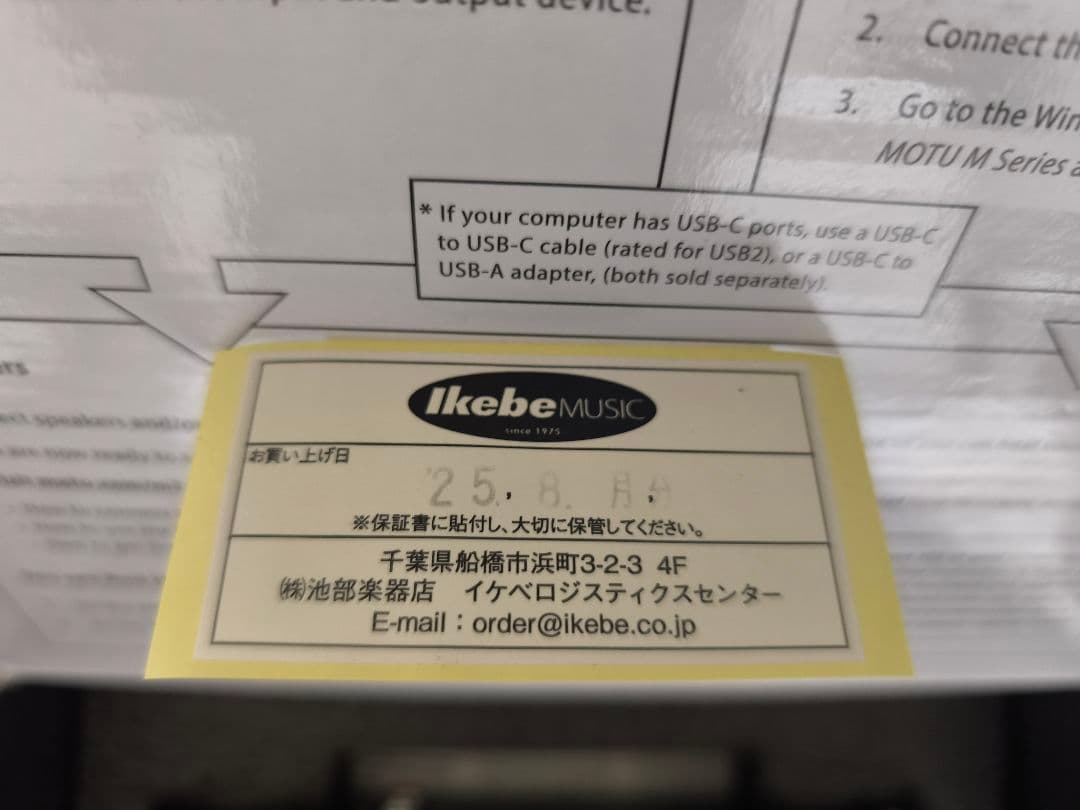 output device.
2. Connect th
3. Go to the Win
MOTU M Series a
* If your computer has USB-C ports, use a USB-C
to USB-C cable (rated for USB2), or a USB-C to
USB-A adapter, (both sold separately).
Ikebe MUSIC
since 1975
お買い上げ日
'25. 8. 月
※保証書に貼付し、大切に保管してください。
千葉県船橋市浜町3-2-3 4F
㈱池部楽器店 イケベロジスティクスセンター
E-mail：order@ikebe.co.jp